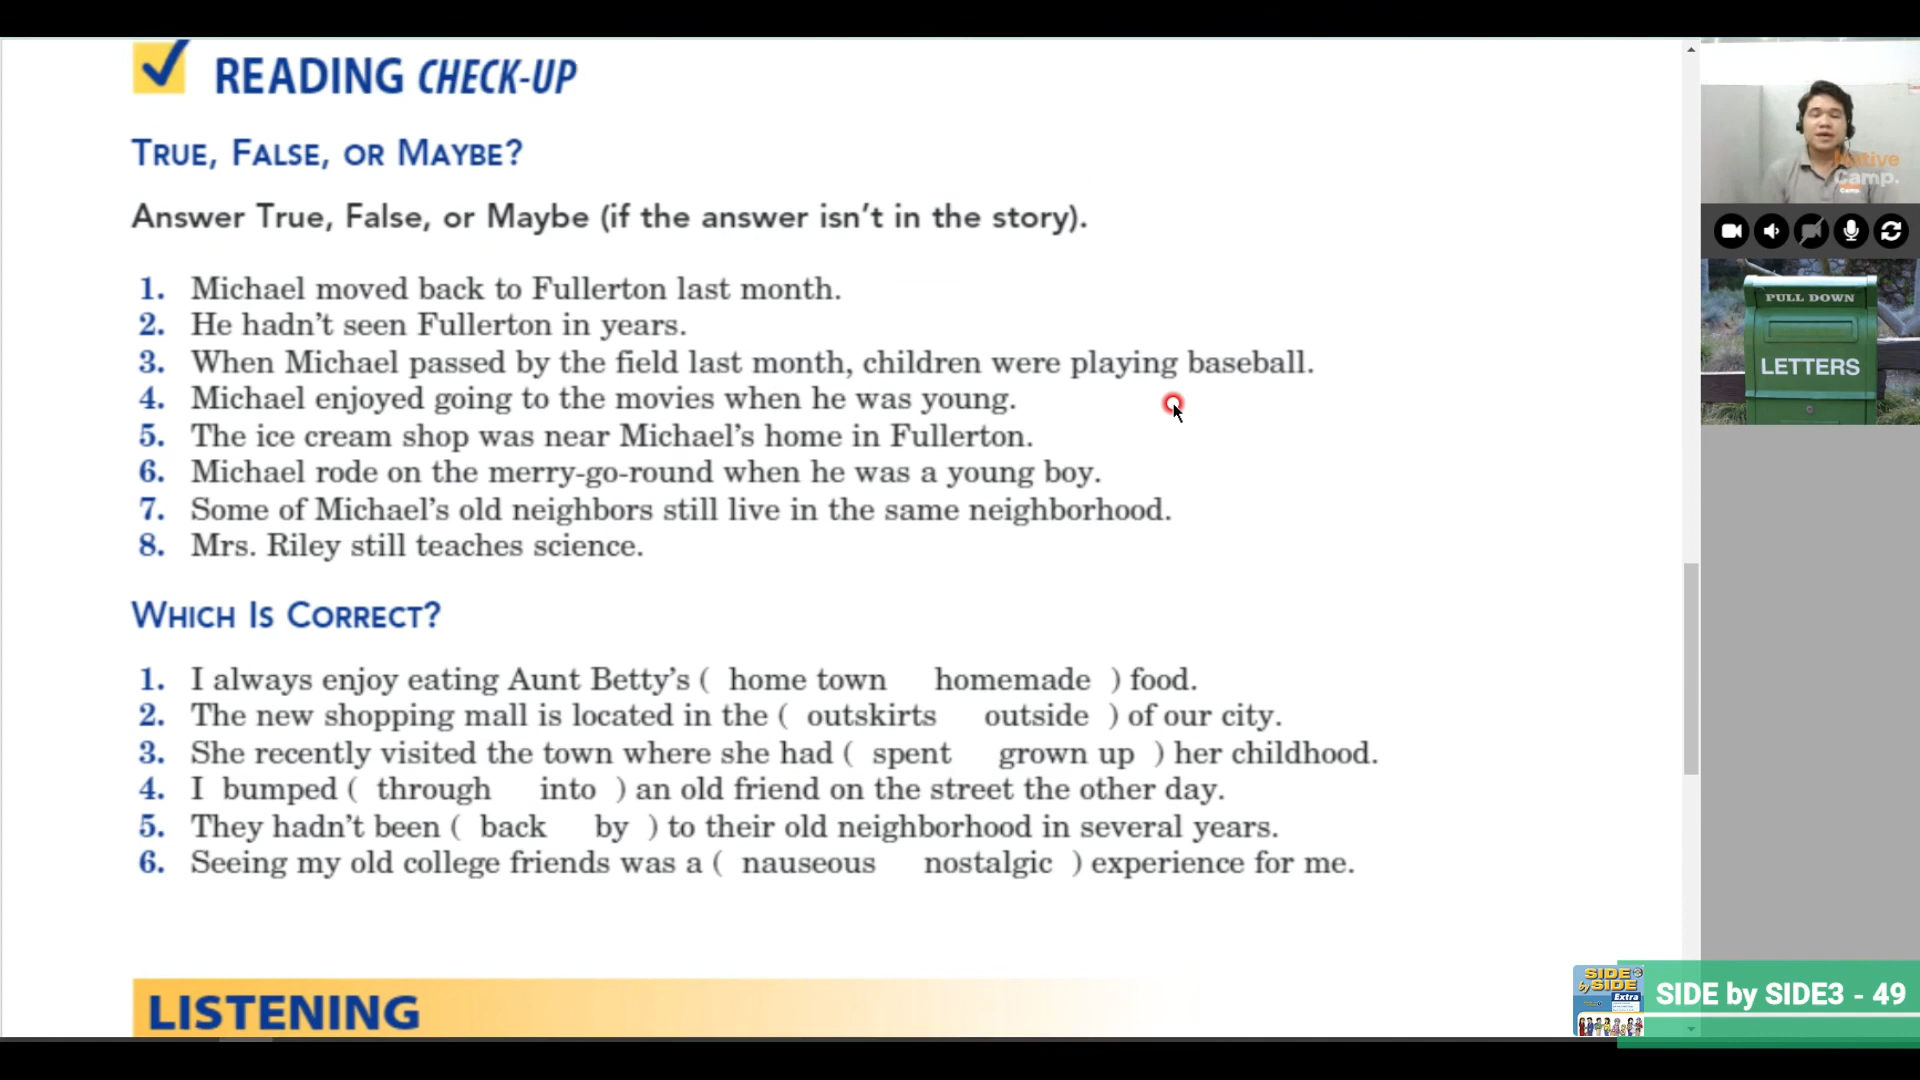 READING CHECK-UP
TRUE, FALSE, OR MAYBE?
Answer True, False, or Maybe (if the answer isn't in the story).
1. Michael moved back to Fullerton last month.
2. He hadn't seen Fullerton in years.
3. When Michael passed by the field last month, children were playing baseball.
4. Michael enjoyed going to the movies when he was young.
5. The ice cream shop was near Michael's home in Fullerton.
6. Michael rode on the merry-go-round when he was a young boy.
7. Some of Michael's old neighbors still live in the same neighborhood.
8. Mrs. Riley still teaches science.
WHICH IS CORRECT?
1. I always enjoy eating Aunt Betty's ( home town homemade ) food.
2. The new shopping mall is located in the ( outskirts outside ) of our city.
3. She recently visited the town where she had ( spent grown up ) her childhood.
4. I bumped ( through into ) an old friend on the street the other day.
5. They hadn't been ( back by ) to their old neighborhood in several years.
6. Seeing my old college friends was a ( nauseous nostalgic ) experience for me.
LISTENING
Native
Camp.
Camp.
PULL DOWN
LETTERS
SIDE
by SIDE
Extra
SIDE by SIDE3 - 49